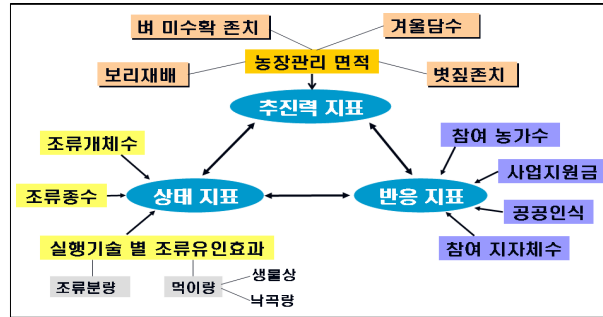 벼 미수확 존치
겨울담수
보리재배
농장관리 면적
볏짚존치
추진력 지표
조류개체수
참여 농가수
사업지원금
조류종수
상태 지표
반응 지표
공공인식
실행기술 별 조류유인효과
참여 지자체수
조류분량
먹이량
생물상
낙곡량